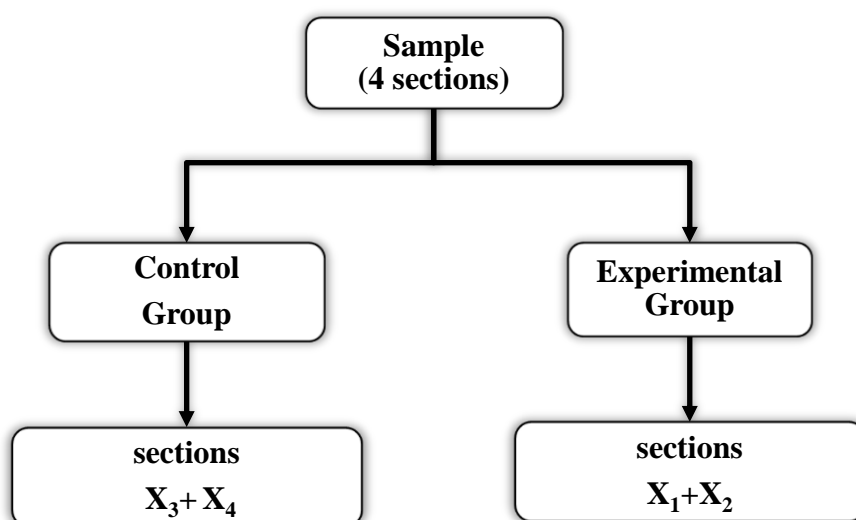 Sample
(4 sections)
Control
Group
Experimental
Group
sections
X₃+ X₄
sections
X₁+X₂